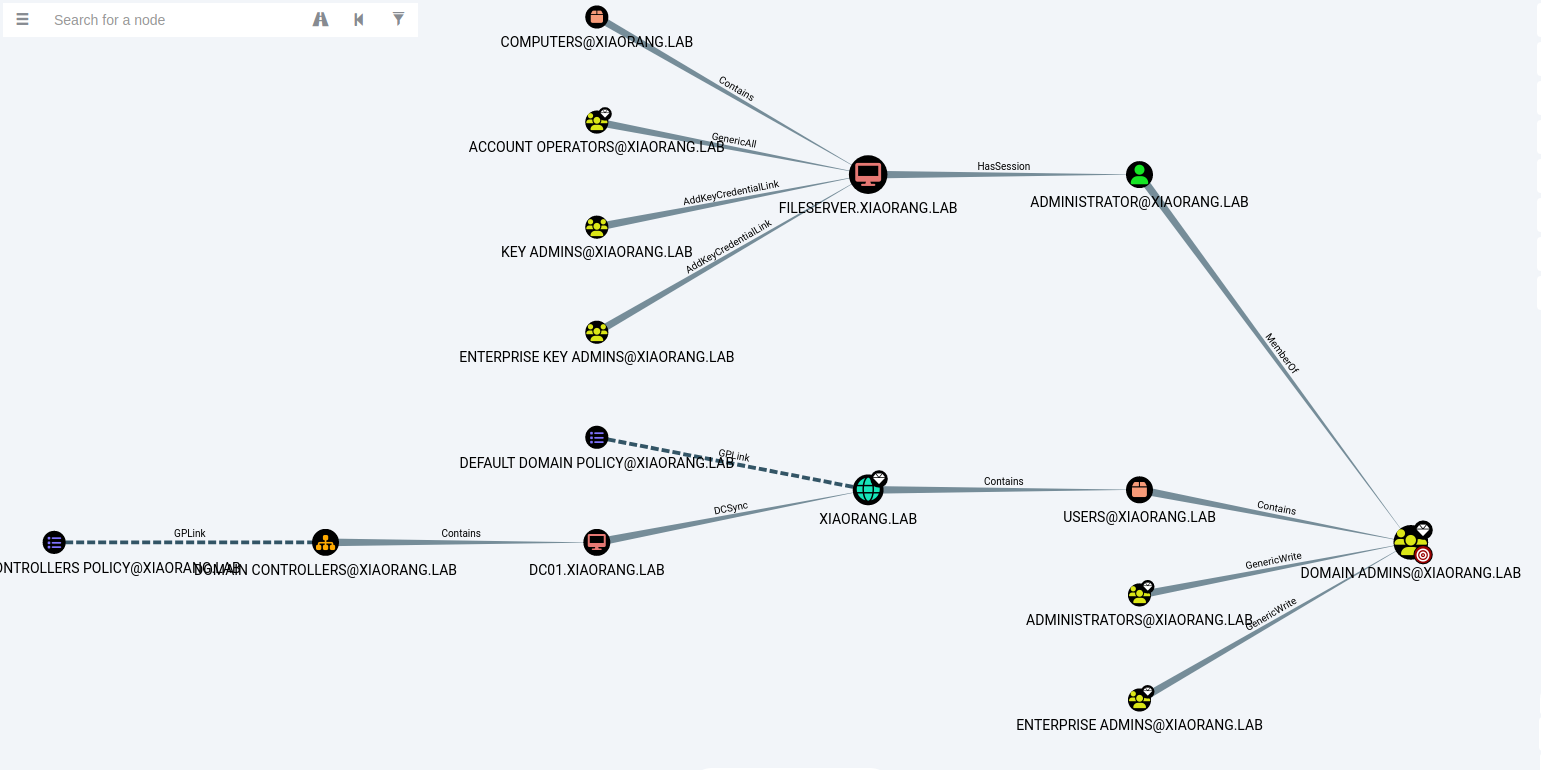 Search for a node
COMPUTERS@XIAORANG.LAB
Contains
GenericAll
ACCOUNT OPERATORS@XIAORANG.LAB
HasSession
AddKeyCredentialLink
FILESERVER.XIAORANG.LAB
ADMINISTRATOR@XIAORANG.LAB
AddKeyCredentialLink
KEY ADMINS@XIAORANG.LAB
MemberOf
ENTERPRISE KEY ADMINS@XIAORANG.LAB
GPLink
DEFAULT DOMAIN POLICY@XIAORANG.LAB
Contains
DCSync
XIAORANG.LAB
USERS@XIAORANG.LAB
Contains
GPLink
Contains
ONTROLLERS POLICY@XIAORANG.LAB
DOMAIN CONTROLLERS@XIAORANG.LAB
DC01.XIAORANG.LAB
GenericWrite
DOMAIN ADMINS@XIAORANG.LAB
ADMINISTRATORS@XIAORANG.LAB
GenericWrite
ENTERPRISE ADMINS@XIAORANG.LAB